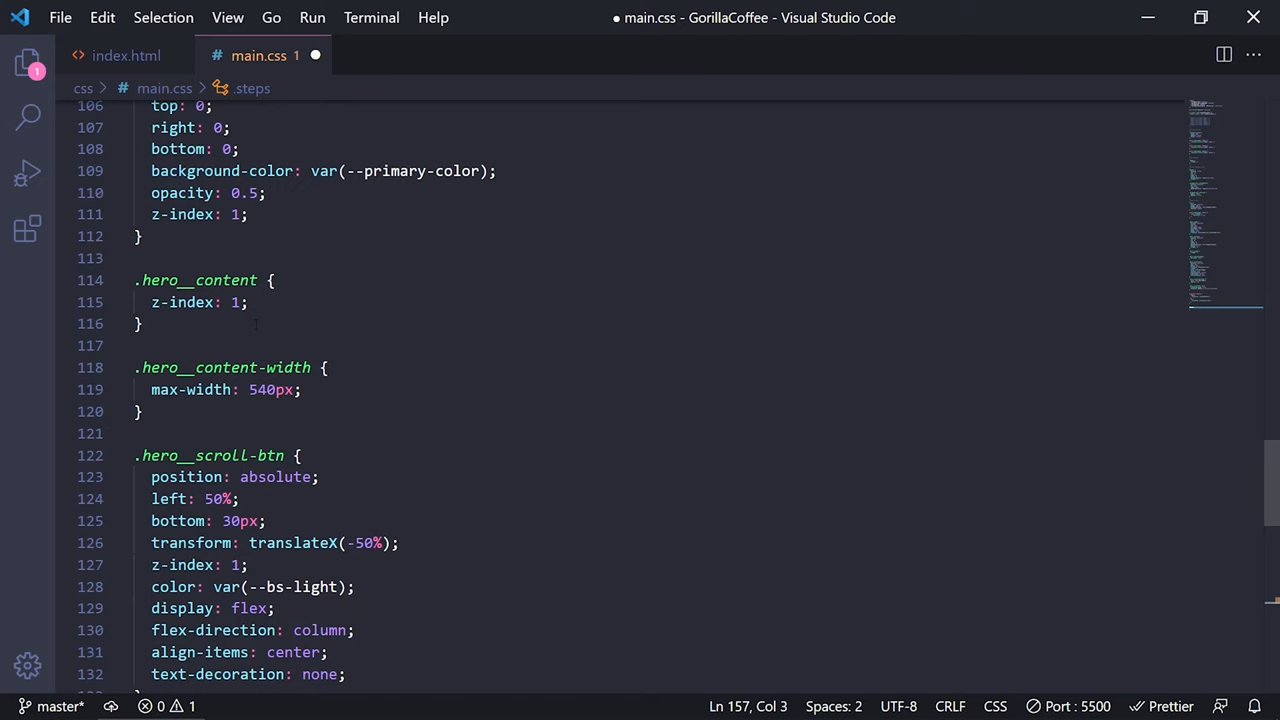 File Edit Selection View Go Run Terminal Help ● main.css - GorillaCoffee - Visual Studio Code
index.html # main.css 1
css > # main.css > .steps
106 top: 0;
107 right: 0;
108 bottom: 0;
109 background-color: var(--primary-color);
110 opacity: 0.5;
111 z-index: 1;
112 }
113
114 .hero__content {
115 z-index: 1;
116 }
117
118 .hero__content-width {
119 max-width: 540px;
120 }
121
122 .hero__scroll-btn {
123 position: absolute;
124 left: 50%;
125 bottom: 30px;
126 transform: translateX(-50%);
127 z-index: 1;
128 color: var(--bs-light);
129 display: flex;
130 flex-direction: column;
131 align-items: center;
132 text-decoration: none;
1
master* 0 1 Ln 157, Col 3 Spaces: 2 UTF-8 CRLF CSS Port : 5500 Prettier